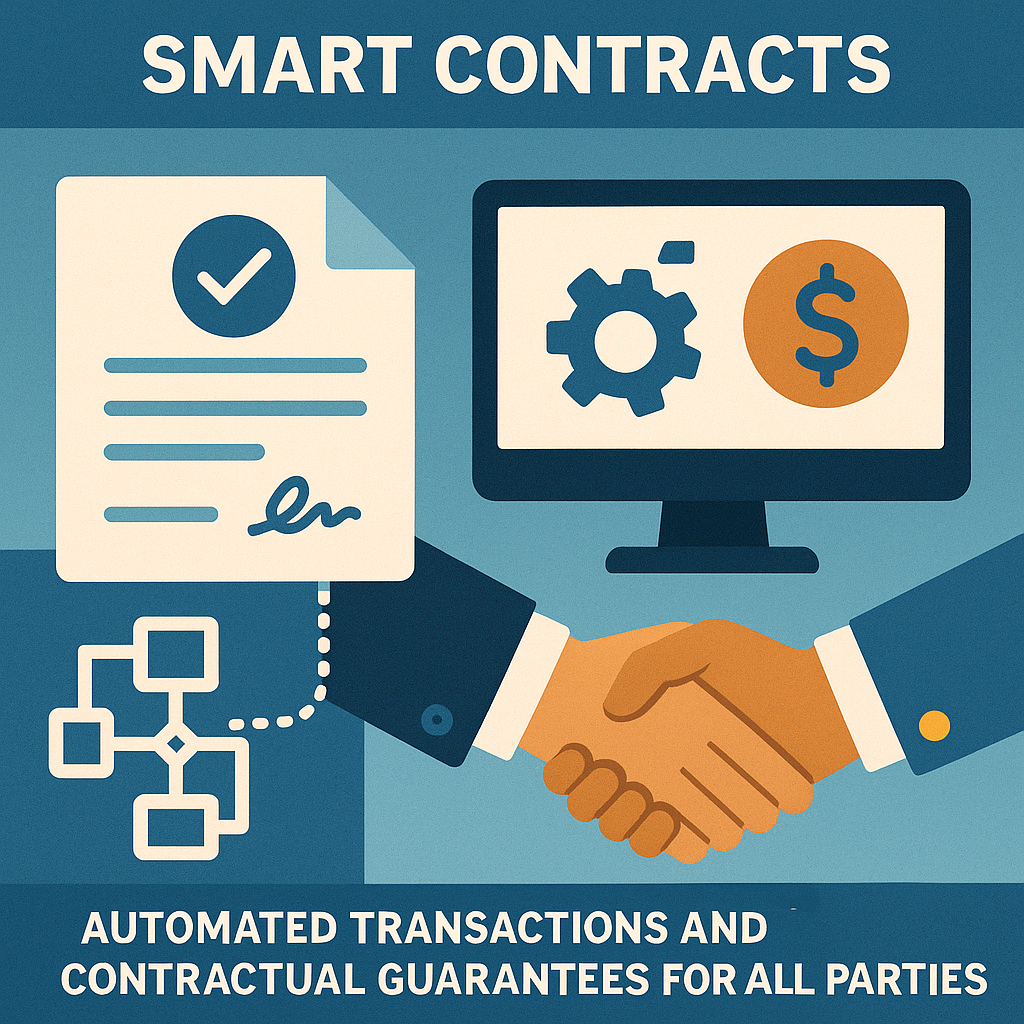 SMART CONTRACTS
$
AUTOMATED TRANSACTIONS AND
CONTRACTUAL GUARANTEES FOR ALL PARTIES